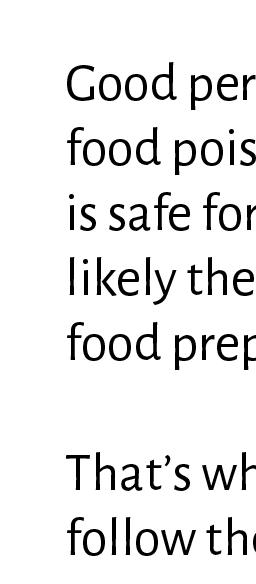 Good per
food pois
is safe for
likely the
food prep

That's wh
follow the